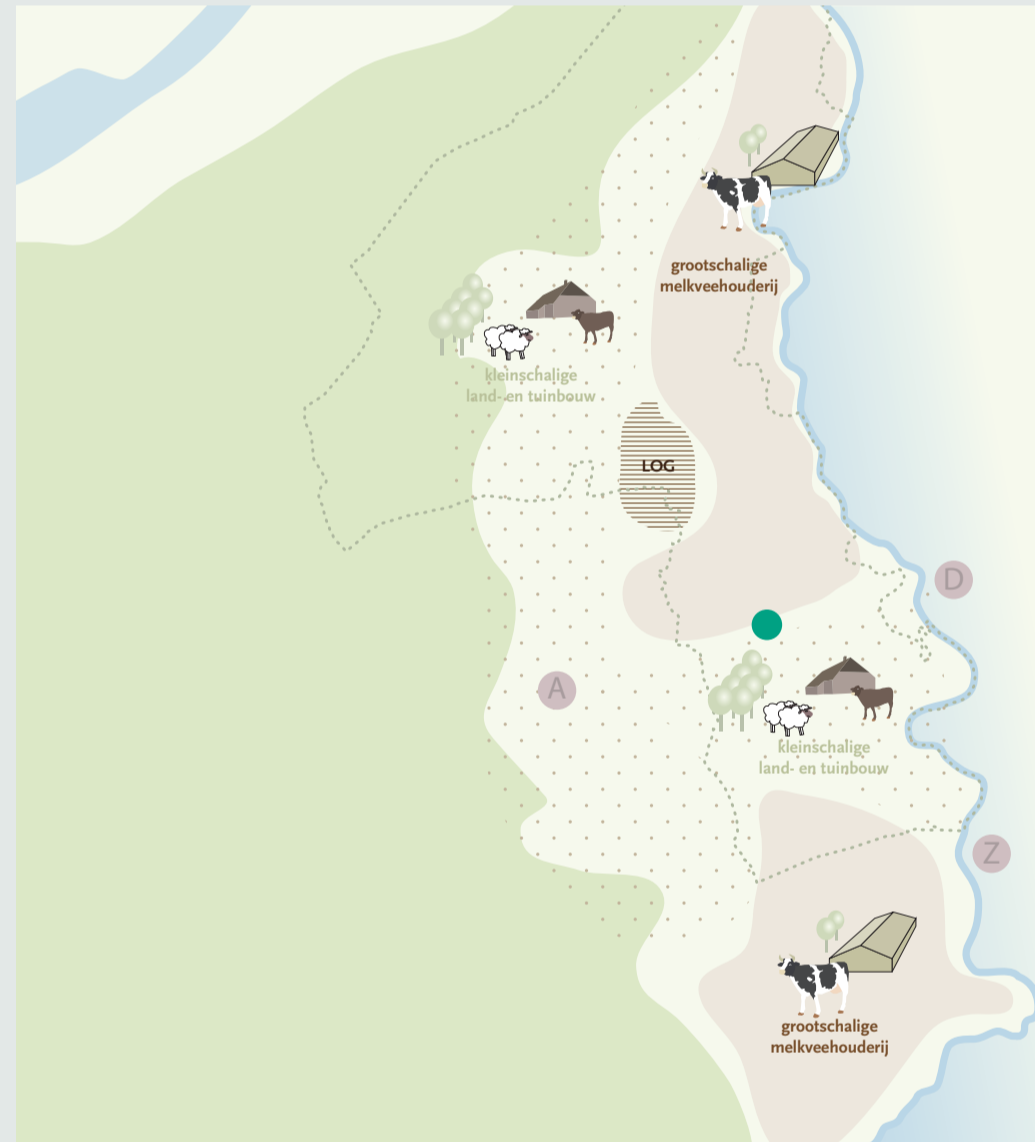 grootschalige
melkveehouderij
kleinschalige
land- en tuinbouw
LOG
D
A
kleinschalige
land- en tuinbouw
Z
grootschalige
melkveehouderij